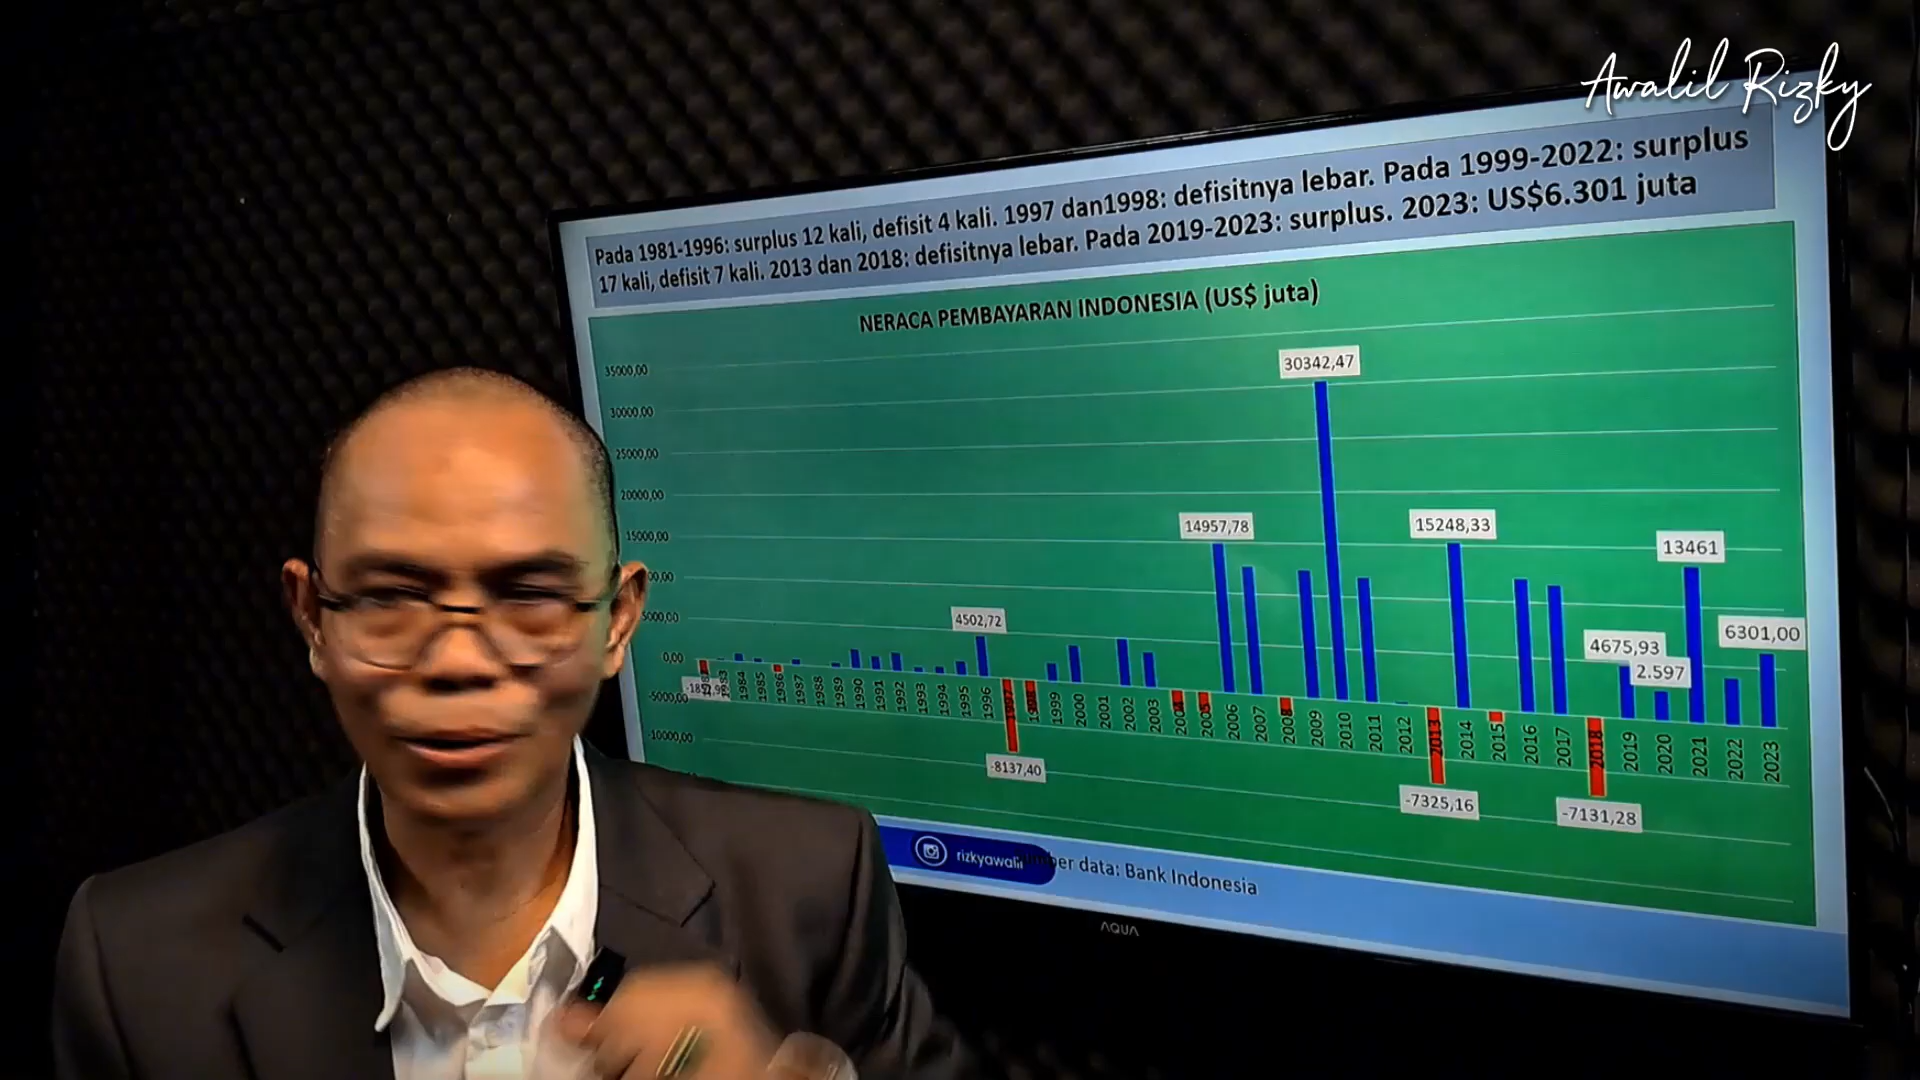 Awalil Rizky
Pada 1981-1996: surplus 12 kali, defisit 4 kali. 1997 dan1998: defisitnya lebar. Pada 1999-2022: surplus
17 kali, defisit 7 kali. 2013 dan 2018: defisitnya lebar. Pada 2019-2023: surplus. 2023: US$6.301 juta
NERACA PEMBAYARAN INDONESIA (US$ juta)
35000,00
30000,00
25000,00
20000,00
15000,00
00,00
5000,00
0,00
-5000,00
-10000,00
30342,47
14957,78
15248,33
13461
4502,72
4675,93
6301,00
2.597
1984 1985 1986 1987 1988 1989 1990 1991 1992 1993 1994 1995 1996 1997 1998 1999 2000 2001 2002 2003 2004 2005 2006 2007 2008 2009 2010 2011 2012 2013 2014 2015 2016 2017 2018 2019 2020 2021 2022 2023
-8137,40
-7325,16
-7131,28
rizkyawalil
ber data: Bank Indonesia
AQUA